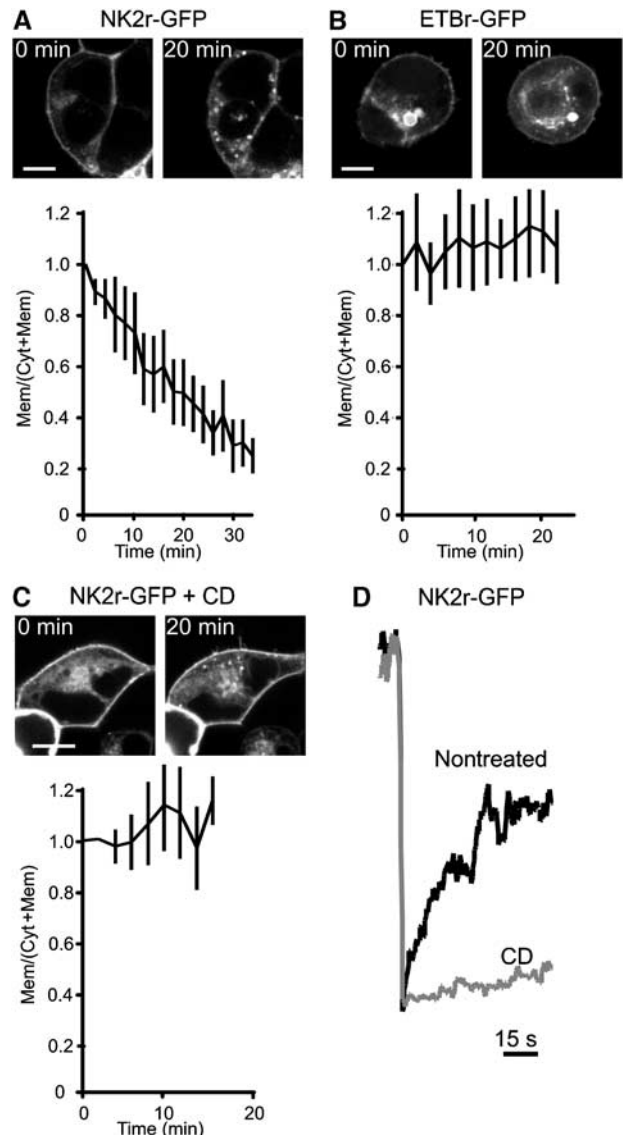 A NK2r-GFP
0 min 20 min
Mem/(Cyt+Mem)
1.2
1.0
0.8
0.6
0.4
0.2
0
0 10 20 30
Time (min)
B ETBr-GFP
0 min 20 min
Mem/(Cyt+Mem)
1.2
1.0
0.8
0.6
0.4
0.2
0
0 10 20
Time (min)
C NK2r-GFP + CD
0 min 20 min
Mem/(Cyt+Mem)
1.2
1.0
0.8
0.6
0.4
0.2
0
0 10 20
Time (min)
D NK2r-GFP
Nontreated
CD
15 s